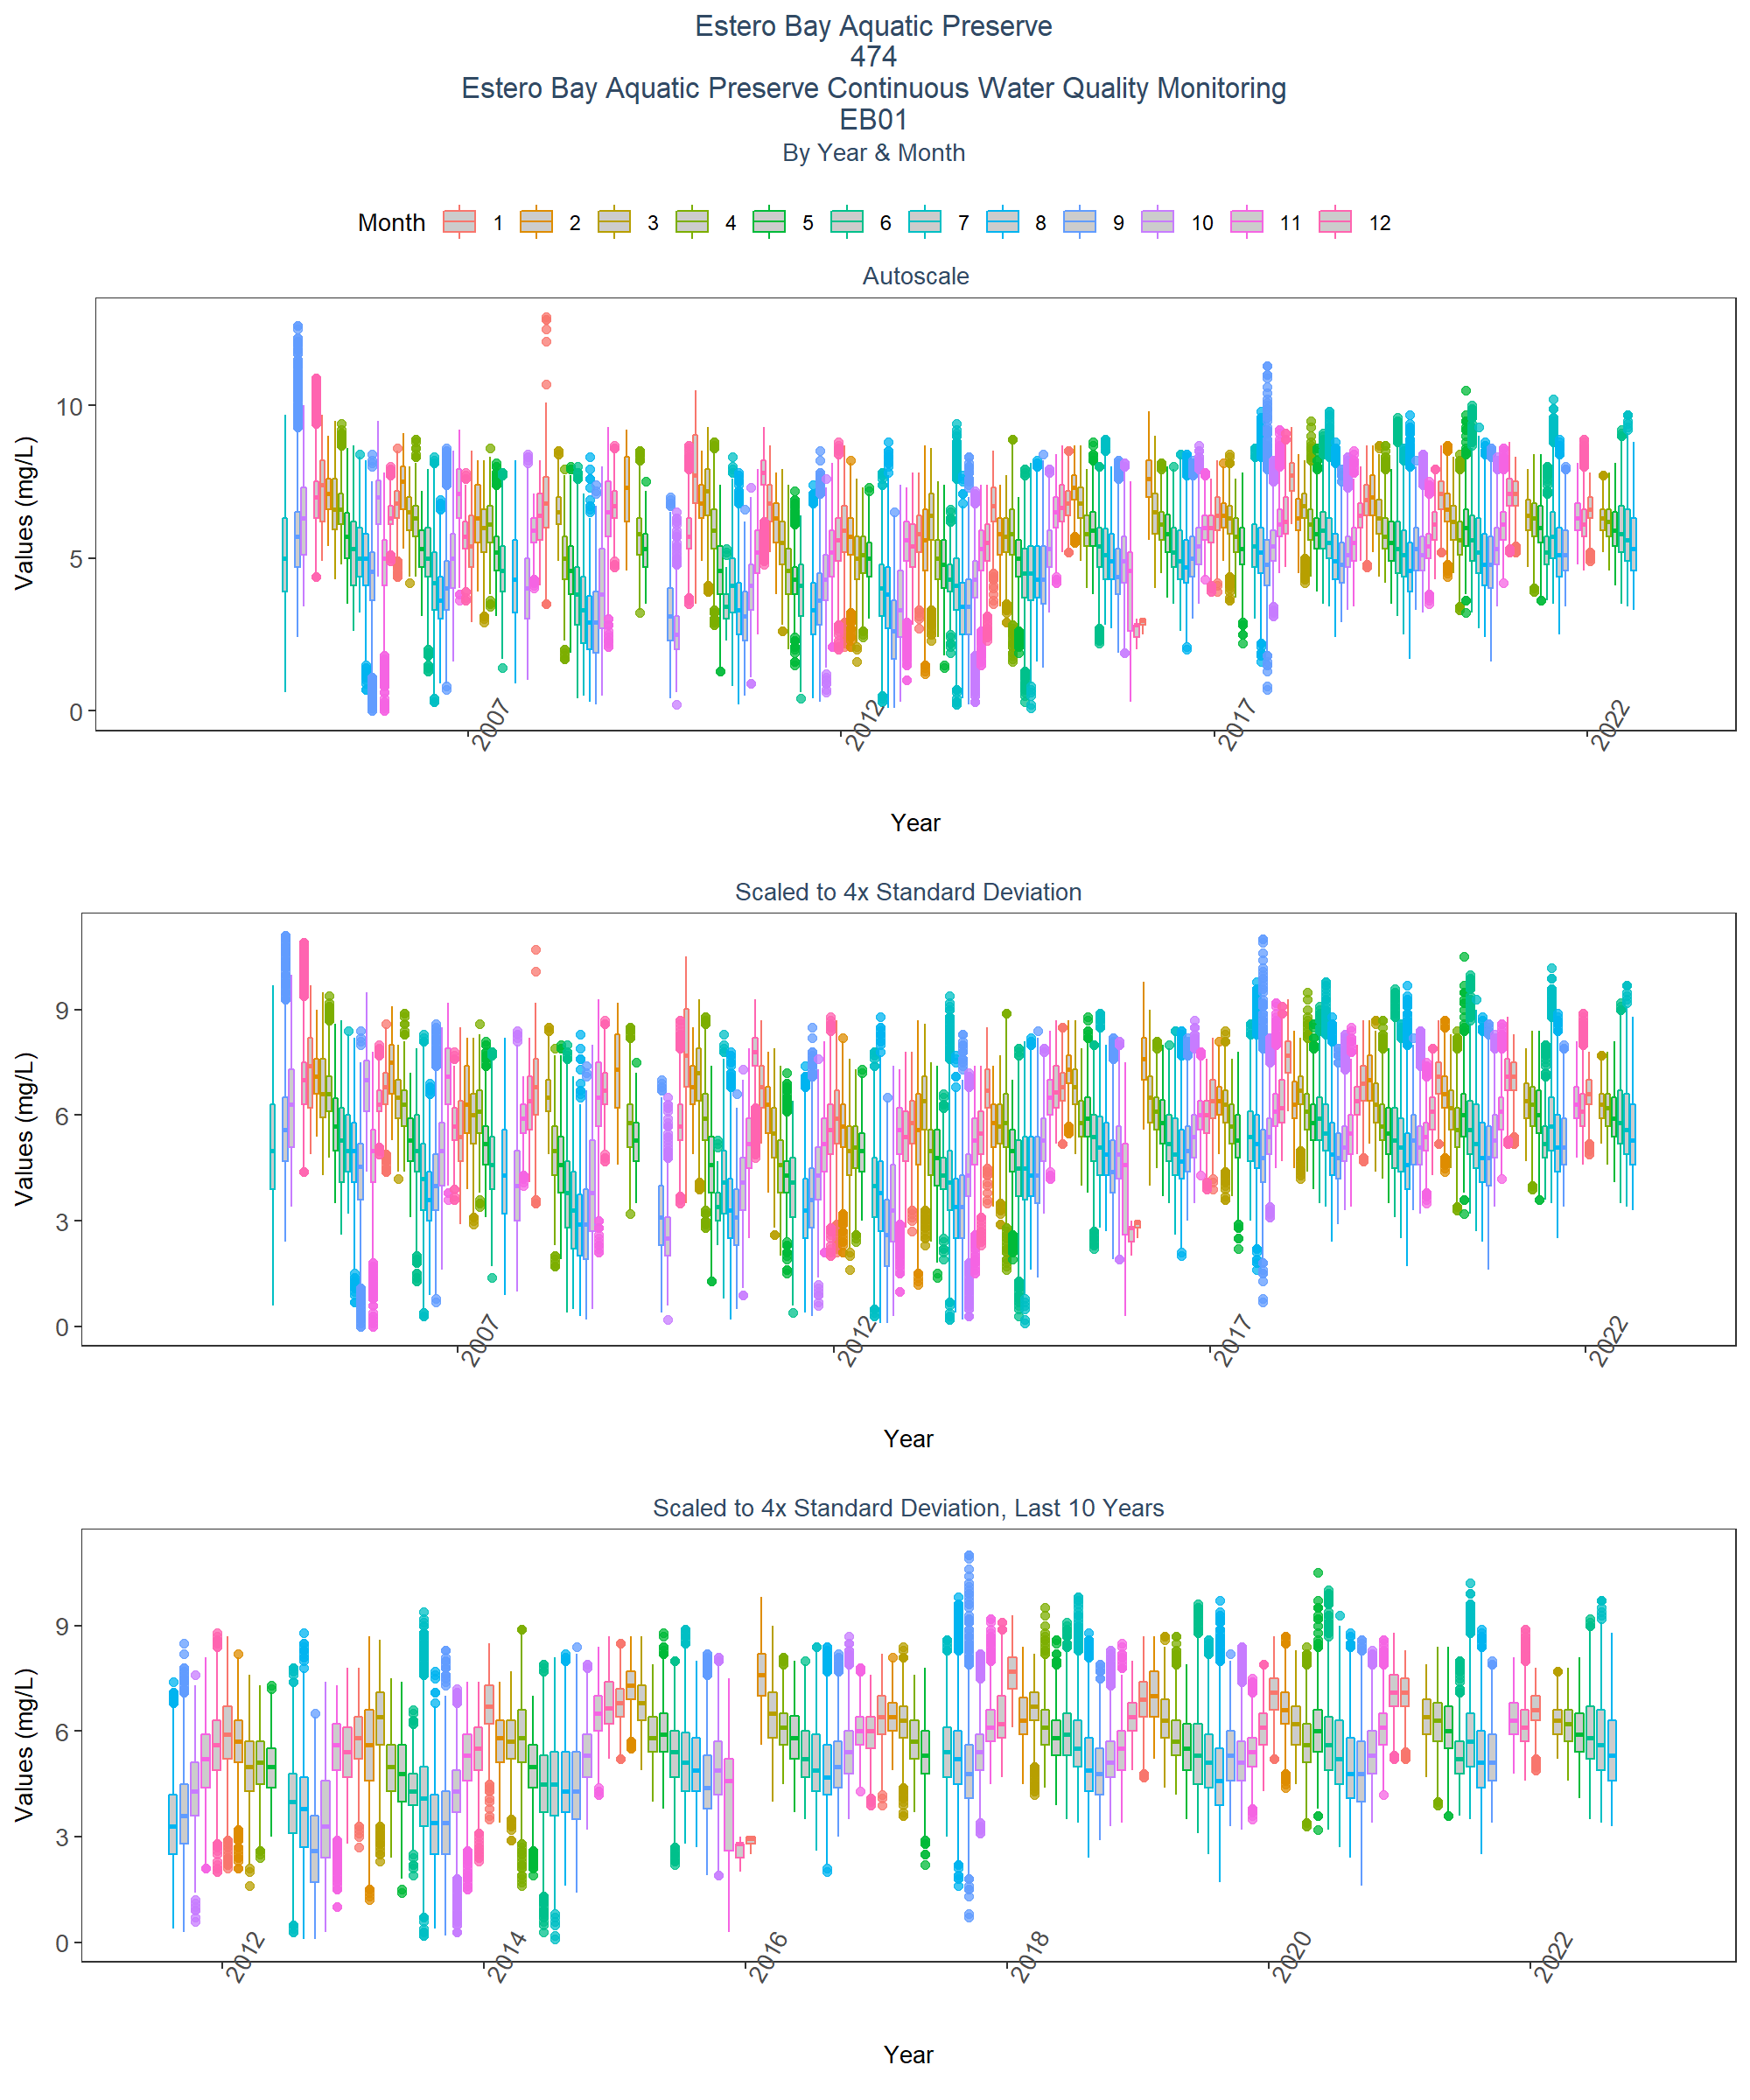 Estero Bay Aquatic Preserve
474
Estero Bay Aquatic Preserve Continuous Water Quality Monitoring
EB01
By Year & Month
Month 1 2 3 4 5 6 7 8 9 10 11 12
Autoscale
Values (mg/L)
10
5
0
2007 2012 2017 2022
Year
Scaled to 4x Standard Deviation
Values (mg/L)
9
6
3
0
2007 2012 2017 2022
Year
Scaled to 4x Standard Deviation, Last 10 Years
Values (mg/L)
9
6
3
0
2012 2014 2016 2018 2020 2022
Year